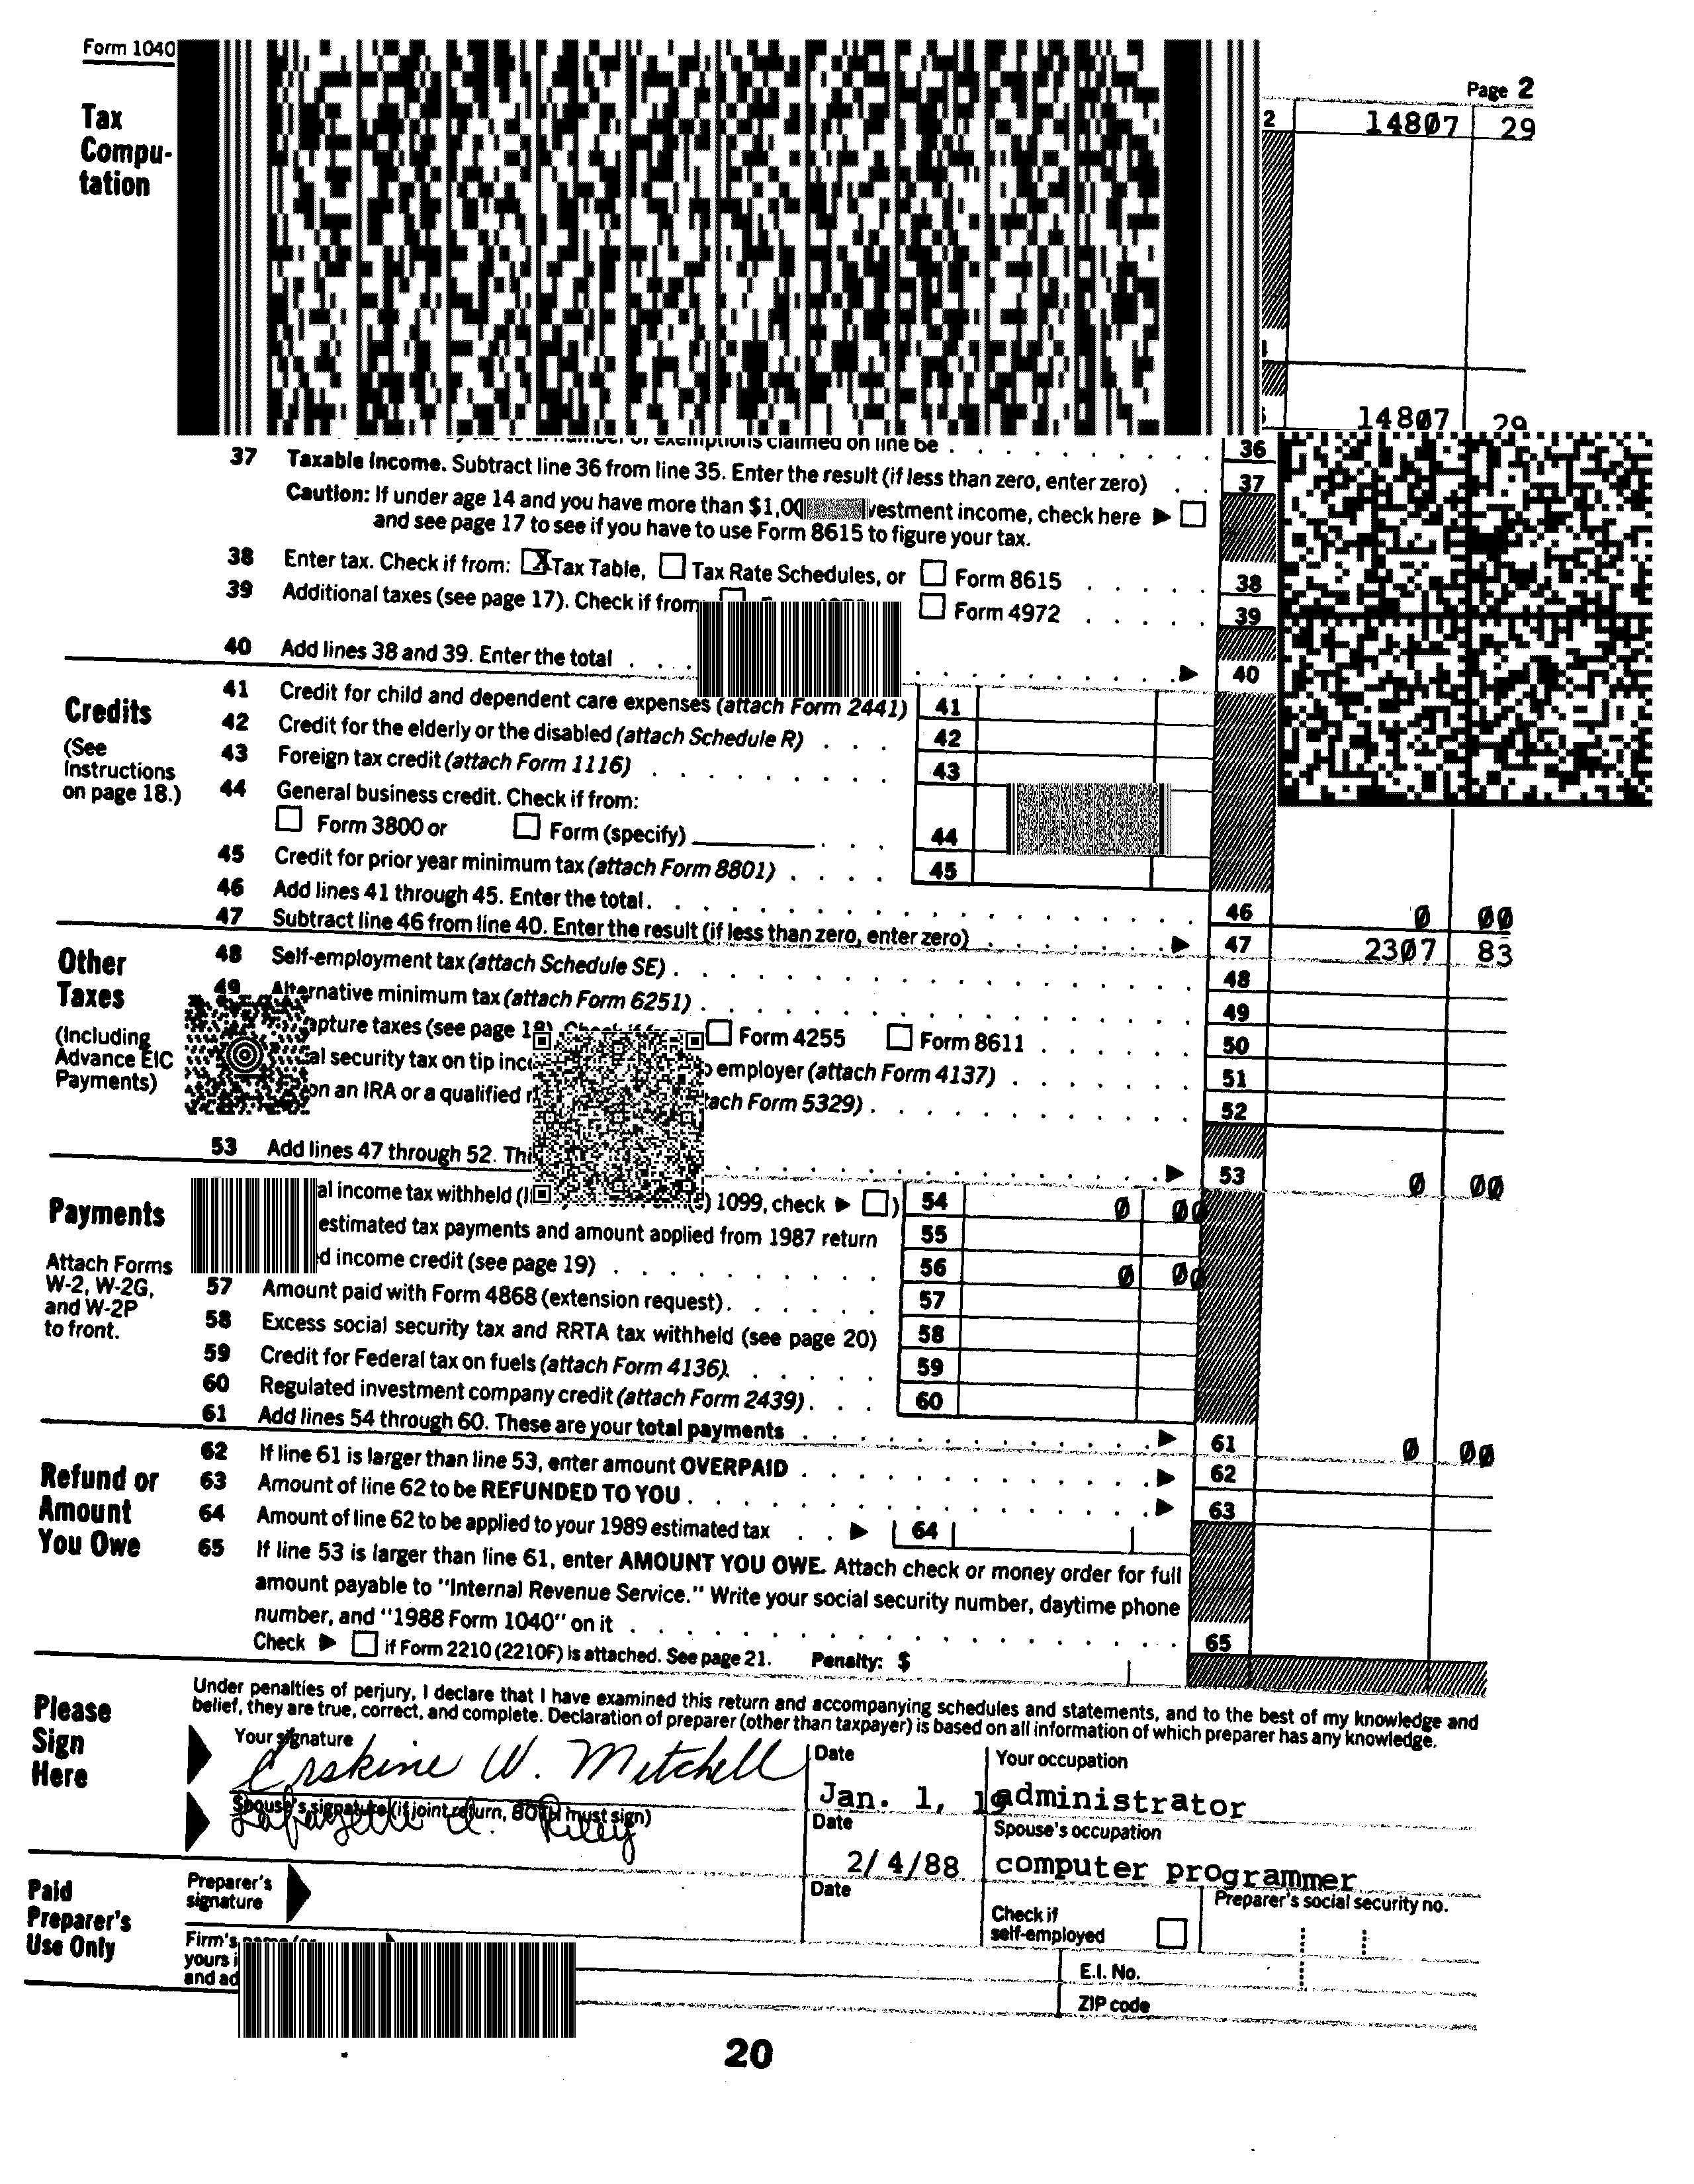 Form 1040
Page 2
Tax
Compu-
tation
2 14807 29
14807 29
exemptions claimed on line 36
37 Taxable income. Subtract line 36 from line 35. Enter the result (if less than zero, enter zero) . . 37
Caution: If under age 14 and you have more than $1,00 vestment income, check here ▶ ☐
and see page 17 to see if you have to use Form 8615 to figure your tax.
38 Enter tax. Check if from: ☒ Tax Table, ☐ Tax Rate Schedules, or ☐ Form 8615 . . . . . 38
39 Additional taxes (see page 17). Check if from ☐ Form 4972 . . . . . 39
40 Add lines 38 and 39. Enter the total . . . ▶ 40
Credits
(See
Instructions
on page 18.)
41 Credit for child and dependent care expenses (attach Form 2441) 41
42 Credit for the elderly or the disabled (attach Schedule R) . . . 42
43 Foreign tax credit (attach Form 1116) . . . . . . . . 43
44 General business credit. Check if from:
☐ Form 3800 or ☐ Form (specify) . . . 44
45 Credit for prior year minimum tax (attach Form 8801) . . . . 45
46 Add lines 41 through 45. Enter the total . . . 46 0 00
47 Subtract line 46 from line 40. Enter the result (if less than zero, enter zero) . . . ▶ 47 2307 83
Other
Taxes
(Including
Advance EIC
Payments)
48 Self-employment tax (attach Schedule SE) . . . 48
49 Alternative minimum tax (attach Form 6251) . . . 49
apture taxes (see page 18). Check if from ☐ Form 4255 ☐ Form 8611 . . . . . 50
al security tax on tip inc o employer (attach Form 4137) . . . . . . 51
on an IRA or a qualified r tach Form 5329) . . . 52
53 Add lines 47 through 52. Thi ▶ 53 0 00
Payments
Attach Forms
W-2, W-2G,
and W-2P
to front.
al income tax withheld (i 1099, check ▶ ☐) 54 0 00
estimated tax payments and amount applied from 1987 return 55
d income credit (see page 19) . . . . . . . . . 56 0 00
57 Amount paid with Form 4868 (extension request) . . . . . 57
58 Excess social security tax and RRTA tax withheld (see page 20) 58
59 Credit for Federal tax on fuels (attach Form 4136). . . . . 59
60 Regulated investment company credit (attach Form 2439) . . . 60
61 Add lines 54 through 60. These are your total payments . . . ▶ 61 0 00
Refund or
Amount
You Owe
62 If line 61 is larger than line 53, enter amount OVERPAID . . . ▶ 62
63 Amount of line 62 to be REFUNDED TO YOU . . . ▶ 63
64 Amount of line 62 to be applied to your 1989 estimated tax . . ▶ 64
65 If line 53 is larger than line 61, enter AMOUNT YOU OWE. Attach check or money order for full
amount payable to "Internal Revenue Service." Write your social security number, daytime phone
number, and "1988 Form 1040" on it . . . 65
Check ▶ ☐ if Form 2210 (2210F) is attached. See page 21. Penalty: $
Please
Sign
Here
Under penalties of perjury, I declare that I have examined this return and accompanying schedules and statements, and to the best of my knowledge and
belief, they are true, correct, and complete. Declaration of preparer (other than taxpayer) is based on all information of which preparer has any knowledge.
Your signature Date Your occupation
Erskine W. Mitchell Jan. 1, 19 administrator
Spouse's signature (if joint return, BOTH must sign) Date Spouse's occupation
Lafayette A. Riley 2/ 4/88 computer programmer
Paid
Preparer's
Use Only
Preparer's
signature
Date
Check if
self-employed ☐
Preparer's social security no.
Firm's
yours i
and ad
E.I. No.
ZIP code
20